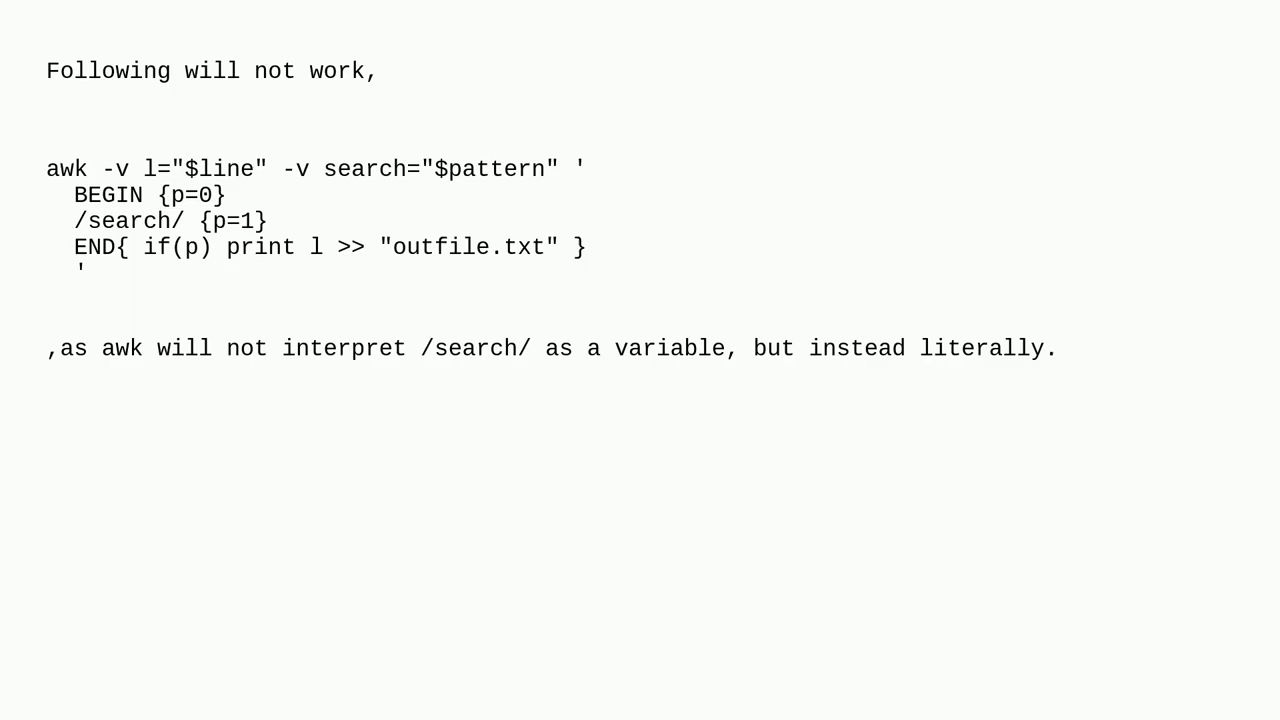 Following will not work,
awk -v l="$line" -v search="$pattern" '
  BEGIN {p=0}
  /search/ {p=1}
  END{ if(p) print l >> "outfile.txt" }
  '
,as awk will not interpret /search/ as a variable, but instead literally.